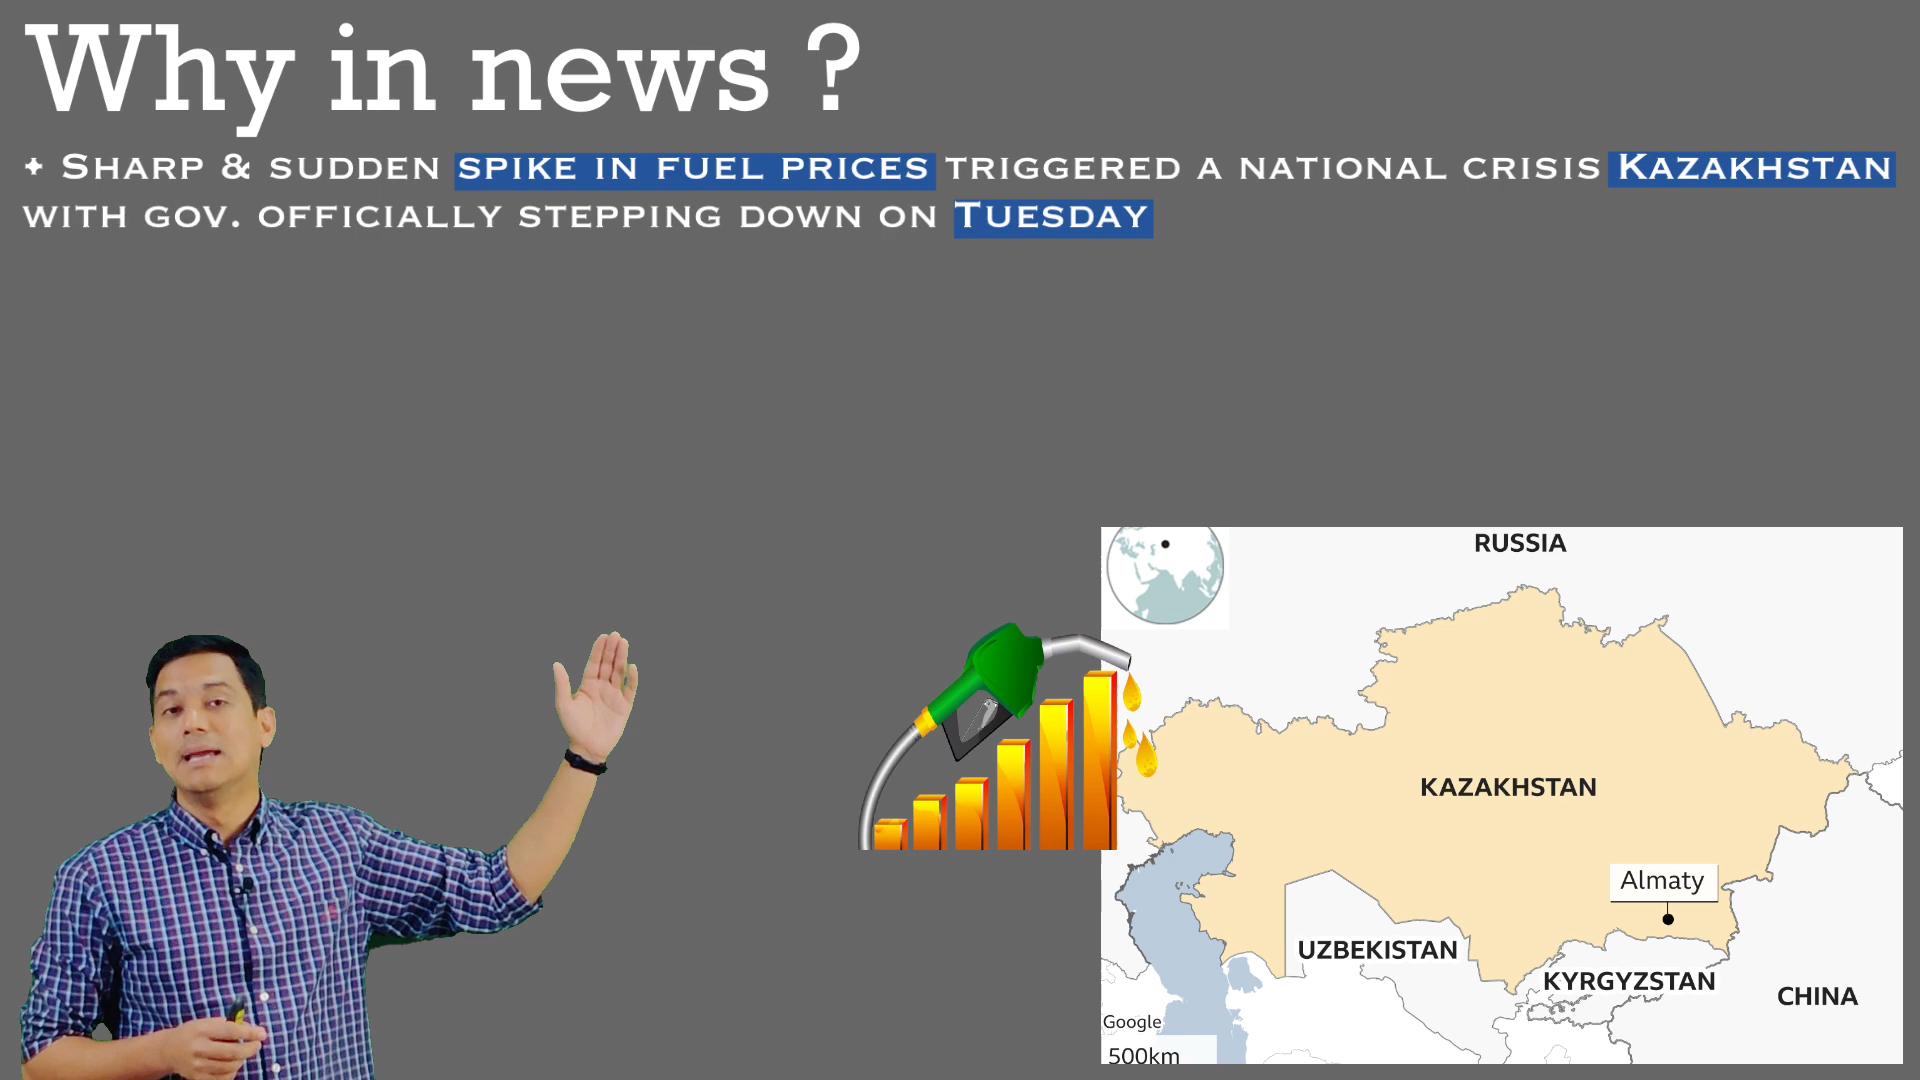 Why in news ?
+ Sharp & sudden spike in fuel prices triggered a national crisis Kazakhstan
with gov. officially stepping down on Tuesday
RUSSIA
KAZAKHSTAN
Almaty
UZBEKISTAN
KYRGYZSTAN
CHINA
Google
500km